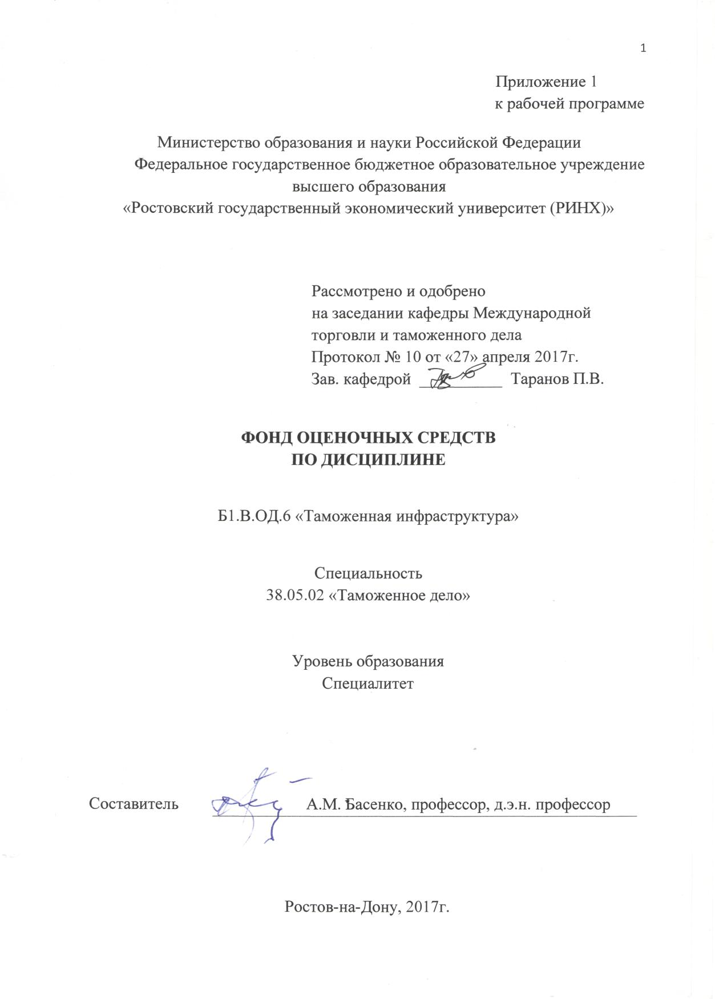 1
Приложение 1
к рабочей программе
Министерство образования и науки Российской Федерации
Федеральное государственное бюджетное образовательное учреждение
высшего образования
«Ростовский государственный экономический университет (РИНХ)»
Рассмотрено и одобрено
на заседании кафедры Международной
торговли и таможенного дела
Протокол № 10 от «27» апреля 2017г.
Зав. кафедрой Таранов П.В.
ФОНД ОЦЕНОЧНЫХ СРЕДСТВ
ПО ДИСЦИПЛИНЕ
Б1.В.ОД.6 «Таможенная инфраструктура»
Специальность
38.05.02 «Таможенное дело»
Уровень образования
Специалитет
Составитель А.М. Басенко, профессор, д.э.н. профессор
Ростов-на-Дону, 2017г.